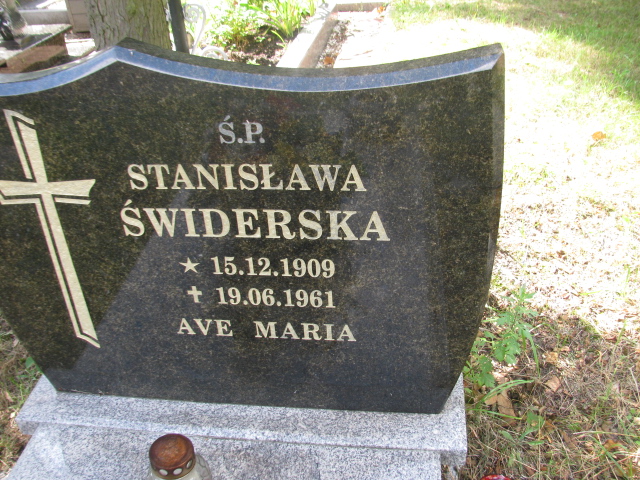 Ś.P.
STANISŁAWA
ŚWIDERSKA
★ 15.12.1909
✝ 19.06.1961
AVE MARIA